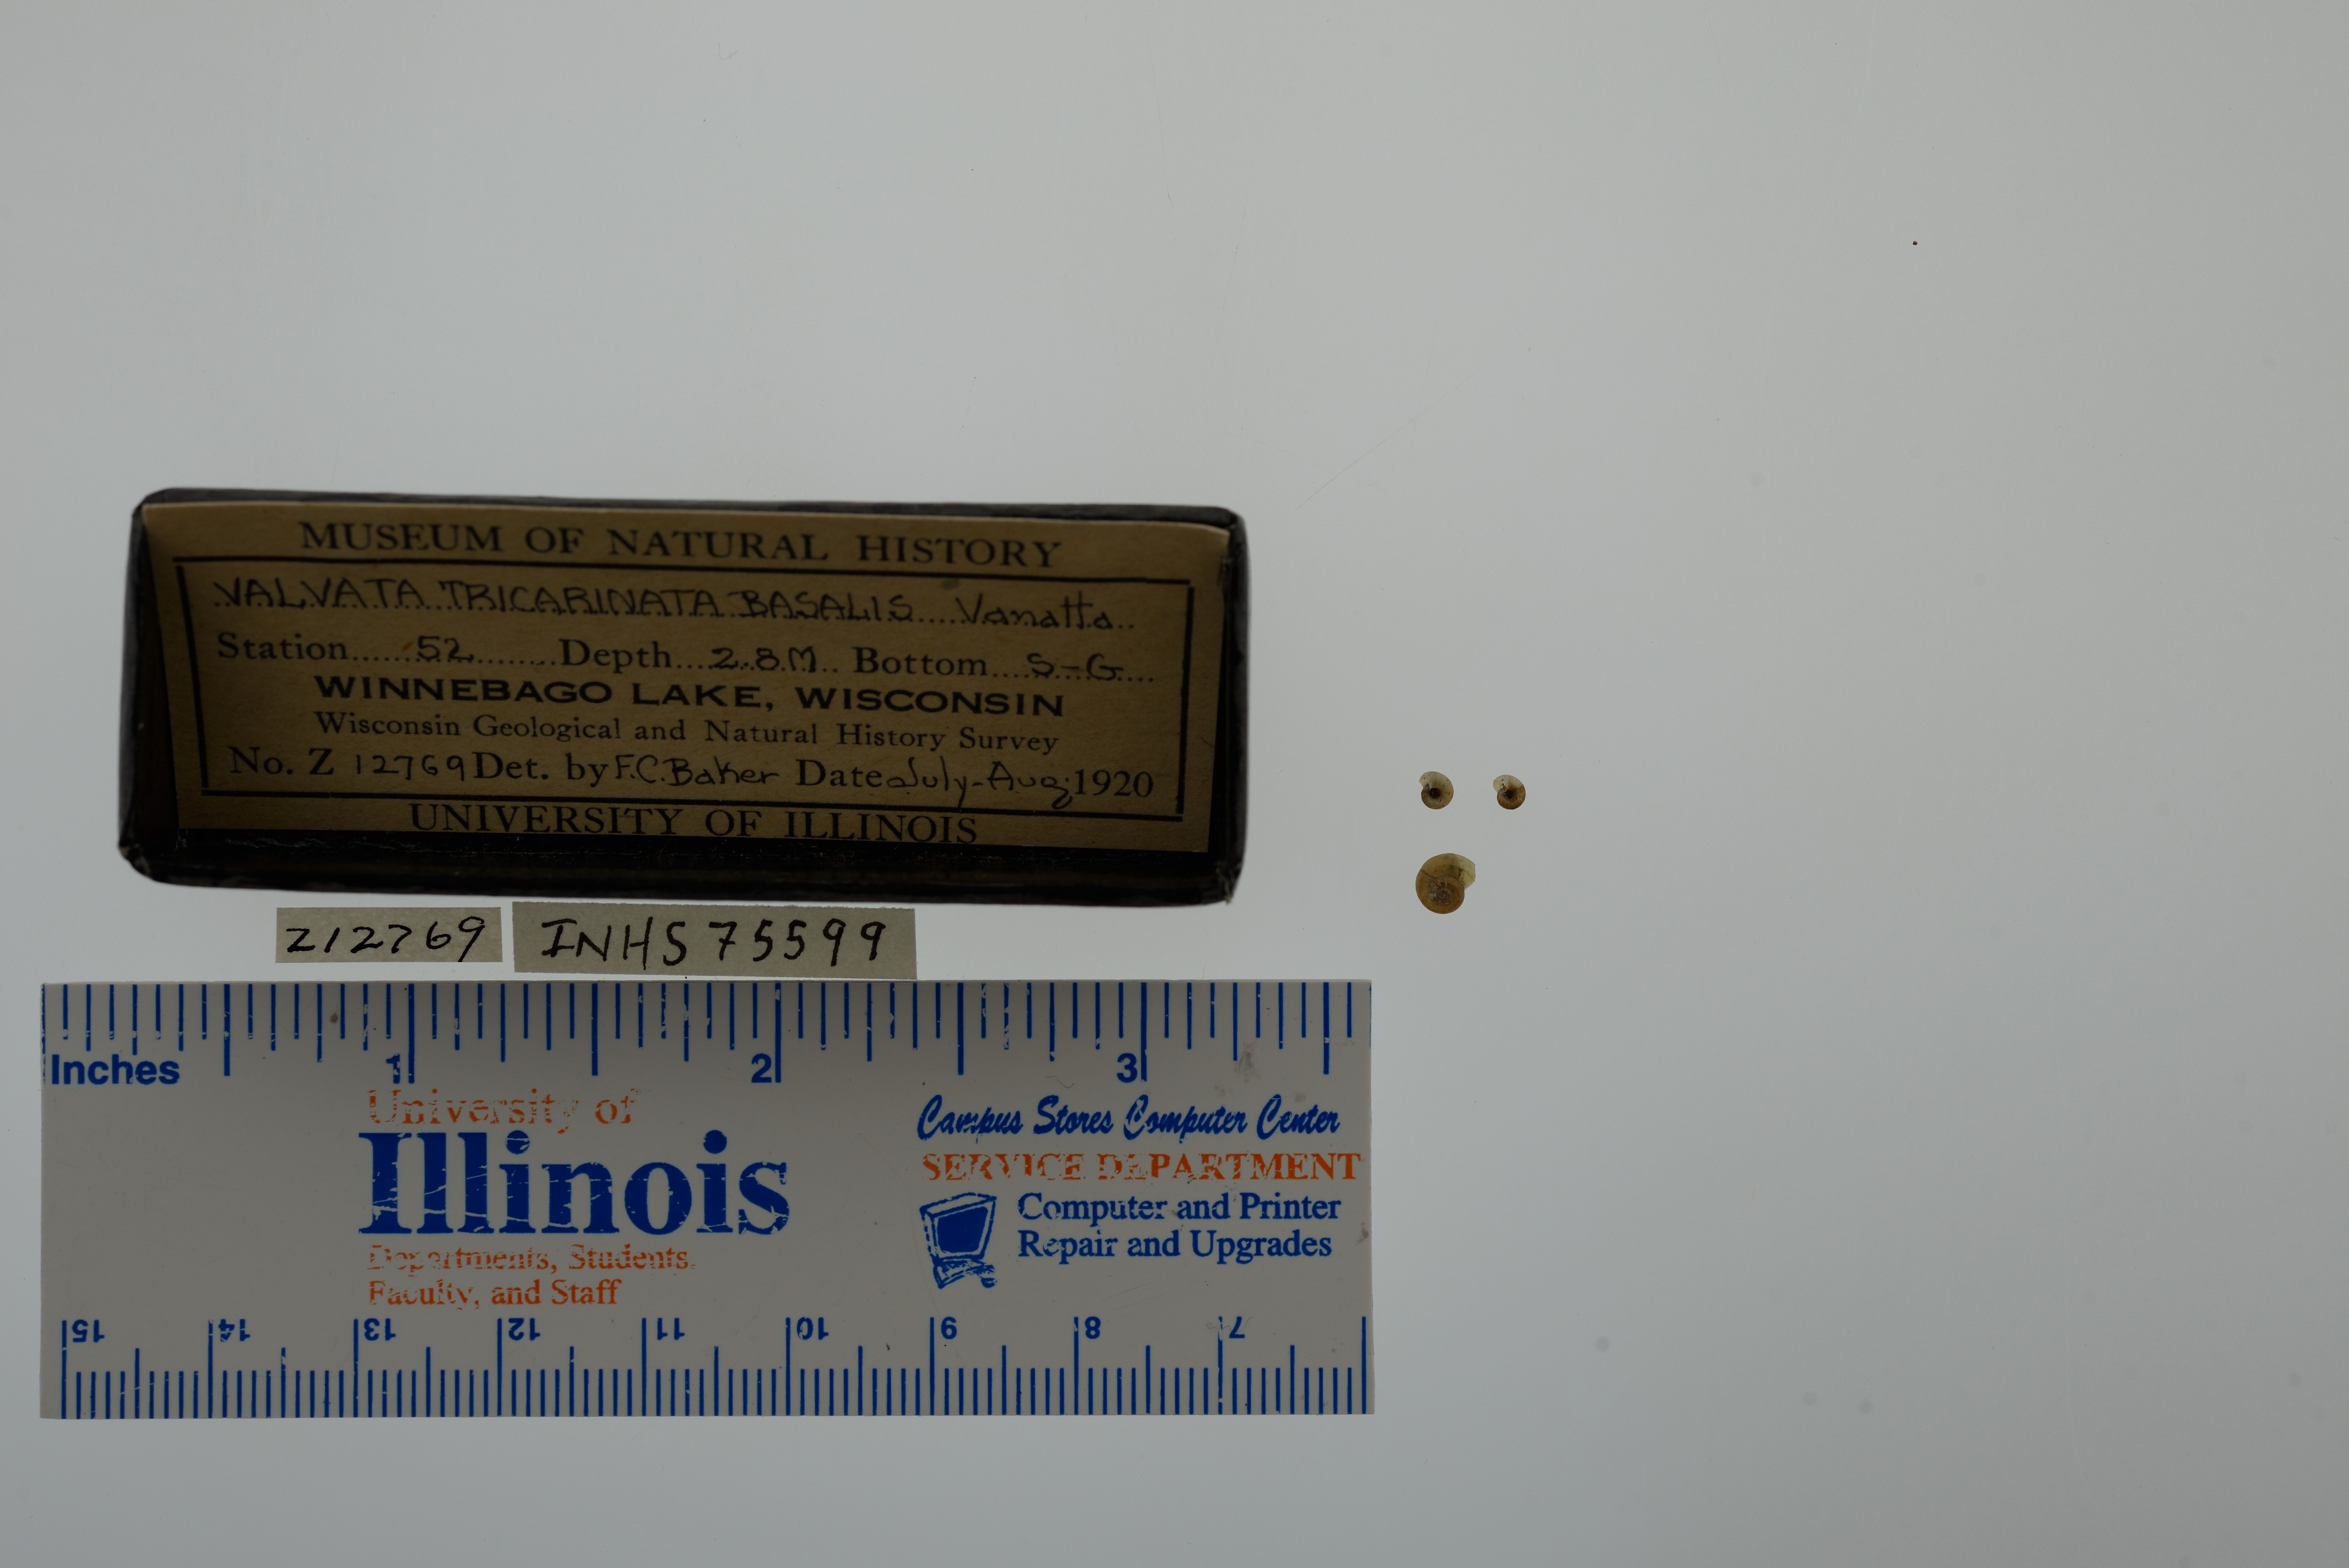 MUSEUM OF NATURAL HISTORY
VALVATA TRICARINATA BASALIS.....Vanatta..
Station......52..........Depth....2.8.M.. Bottom....S-G....
WINNEBAGO LAKE, WISCONSIN
Wisconsin Geological and Natural History Survey
No. Z 12769 Det. by F.C. Baker Date July-Aug. 1920
UNIVERSITY OF ILLINOIS
Z12769
INHS 75599
1 2 3
Inches
University of
Illinois
Departments, Students,
Faculty, and Staff
Campus Stores Computer Center
SERVICE DEPARTMENT
Computer and Printer
Repair and Upgrades
15 14 13 12 11 10 9 8 7